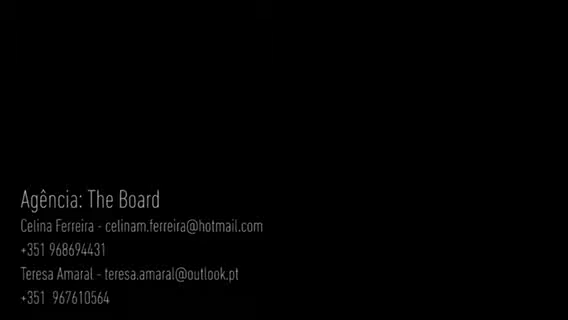 Agência: The Board
Celina Ferreira - celinam.ferreira@hotmail.com
+351 968694431
Teresa Amaral - teresa.amaral@outlook.pt
+351 967610564